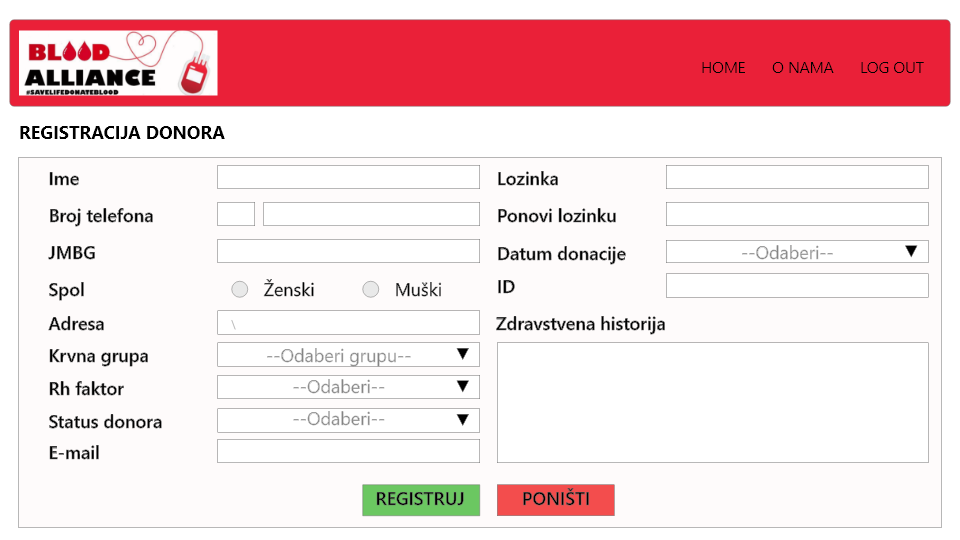 BLOOD
ALLIANCE
#SAVELIFEDONATEBLOOD
HOME O NAMA LOG OUT
REGISTRACIJA DONORA
Ime
Broj telefona
JMBG
Spol Ženski Muški
Adresa \
Krvna grupa --Odaberi grupu--
Rh faktor --Odaberi--
Status donora --Odaberi--
E-mail
Lozinka
Ponovi lozinku
Datum donacije --Odaberi--
ID
Zdravstvena historija
REGISTRUJ PONIŠTI